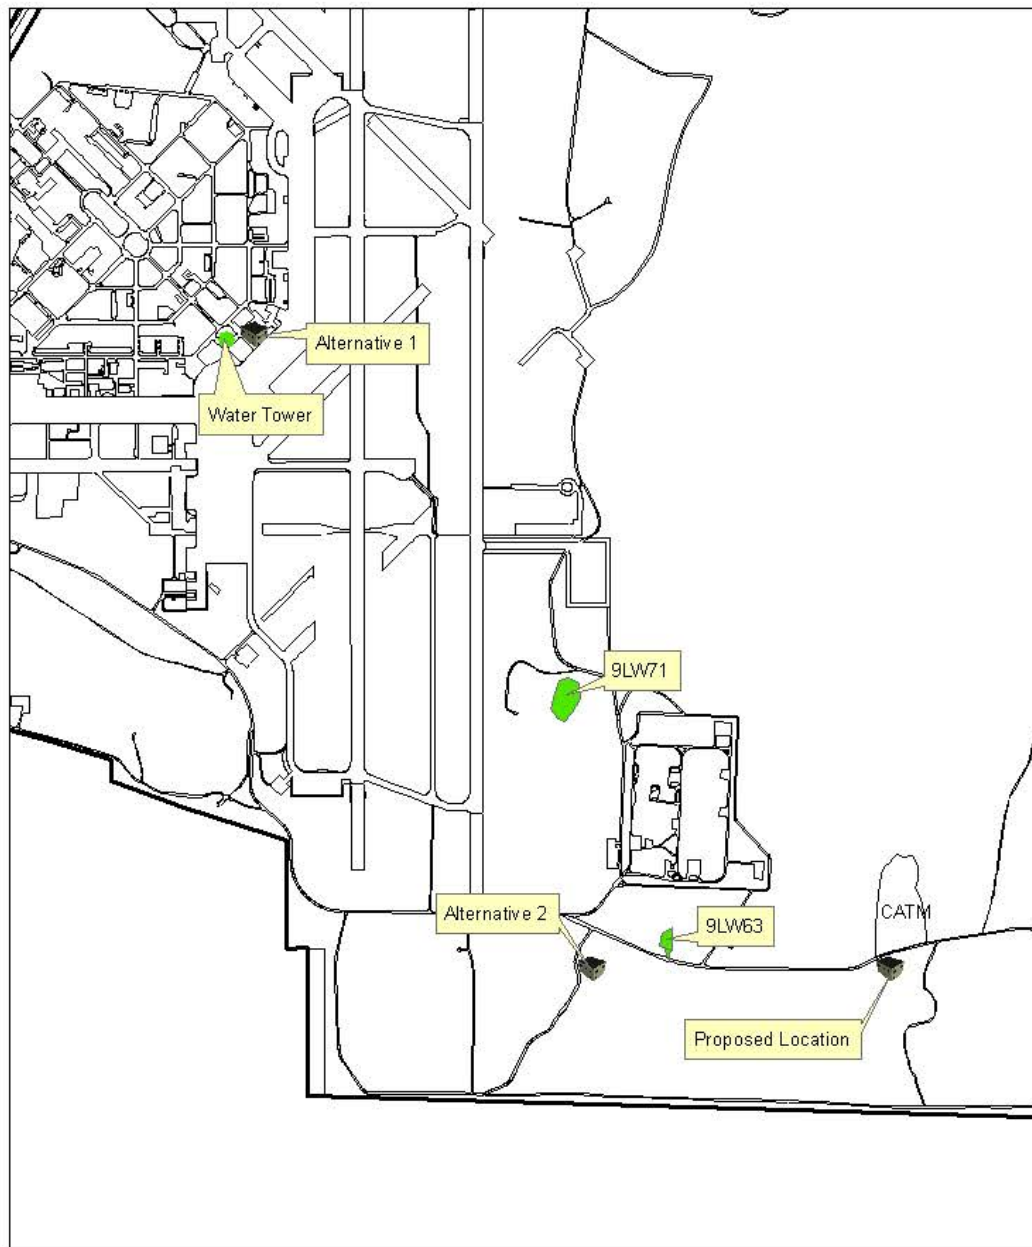 Alternative 1
Water Tower
9LW71
Alternative 2
9LW63
CATM
Proposed Location